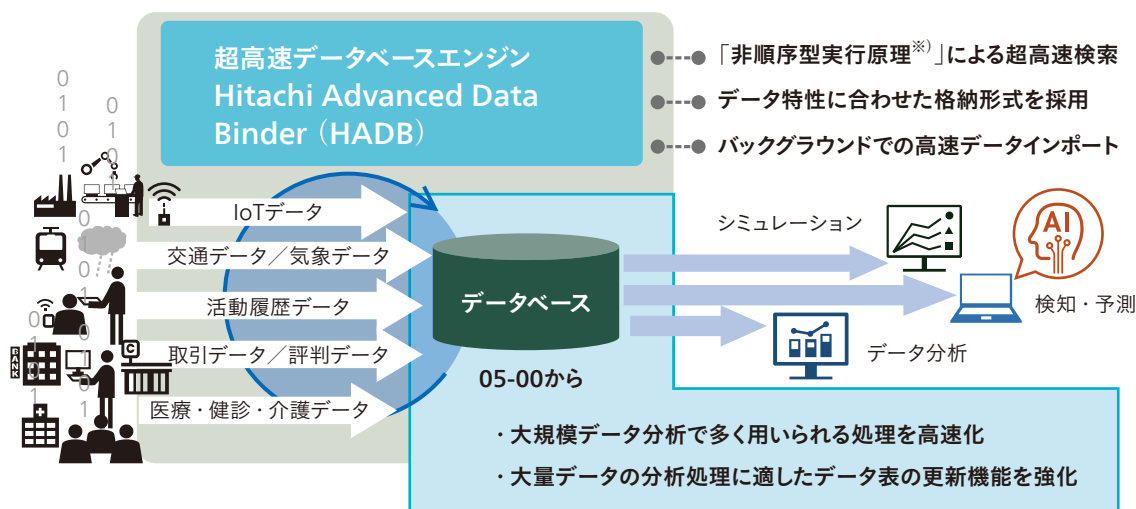 超高速データベースエンジン
Hitachi Advanced Data
Binder（HADB）
「非順序型実行原理※）」による超高速検索
データ特性に合わせた格納形式を採用
バックグラウンドでの高速データインポート
0101
0101
IoTデータ
交通データ／気象データ
活動履歴データ
取引データ／評判データ
医療・健診・介護データ
BANK
C
データベース
05-00から
シミュレーション
AI
検知・予測
データ分析
・大規模データ分析で多く用いられる処理を高速化
・大量データの分析処理に適したデータ表の更新機能を強化